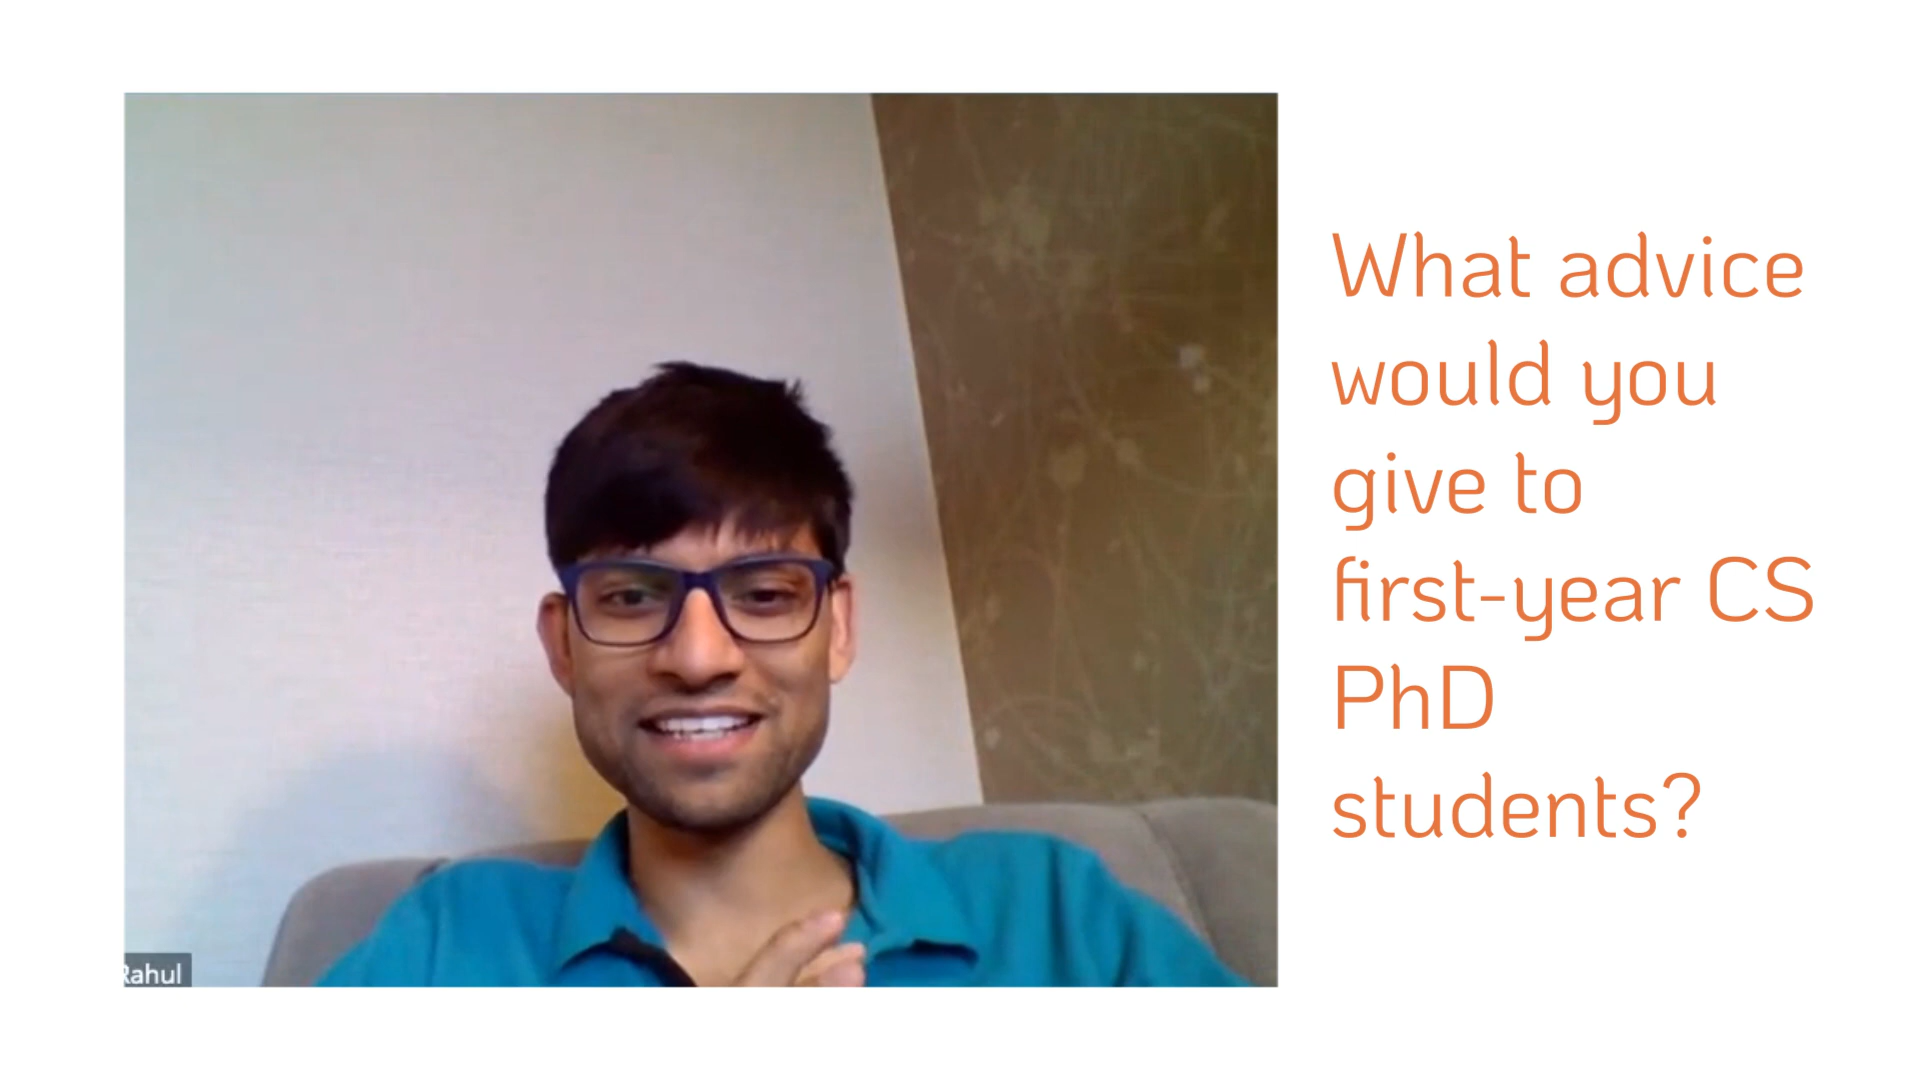 What advice
would you
give to
first-year CS
PhD
students?
Rahul